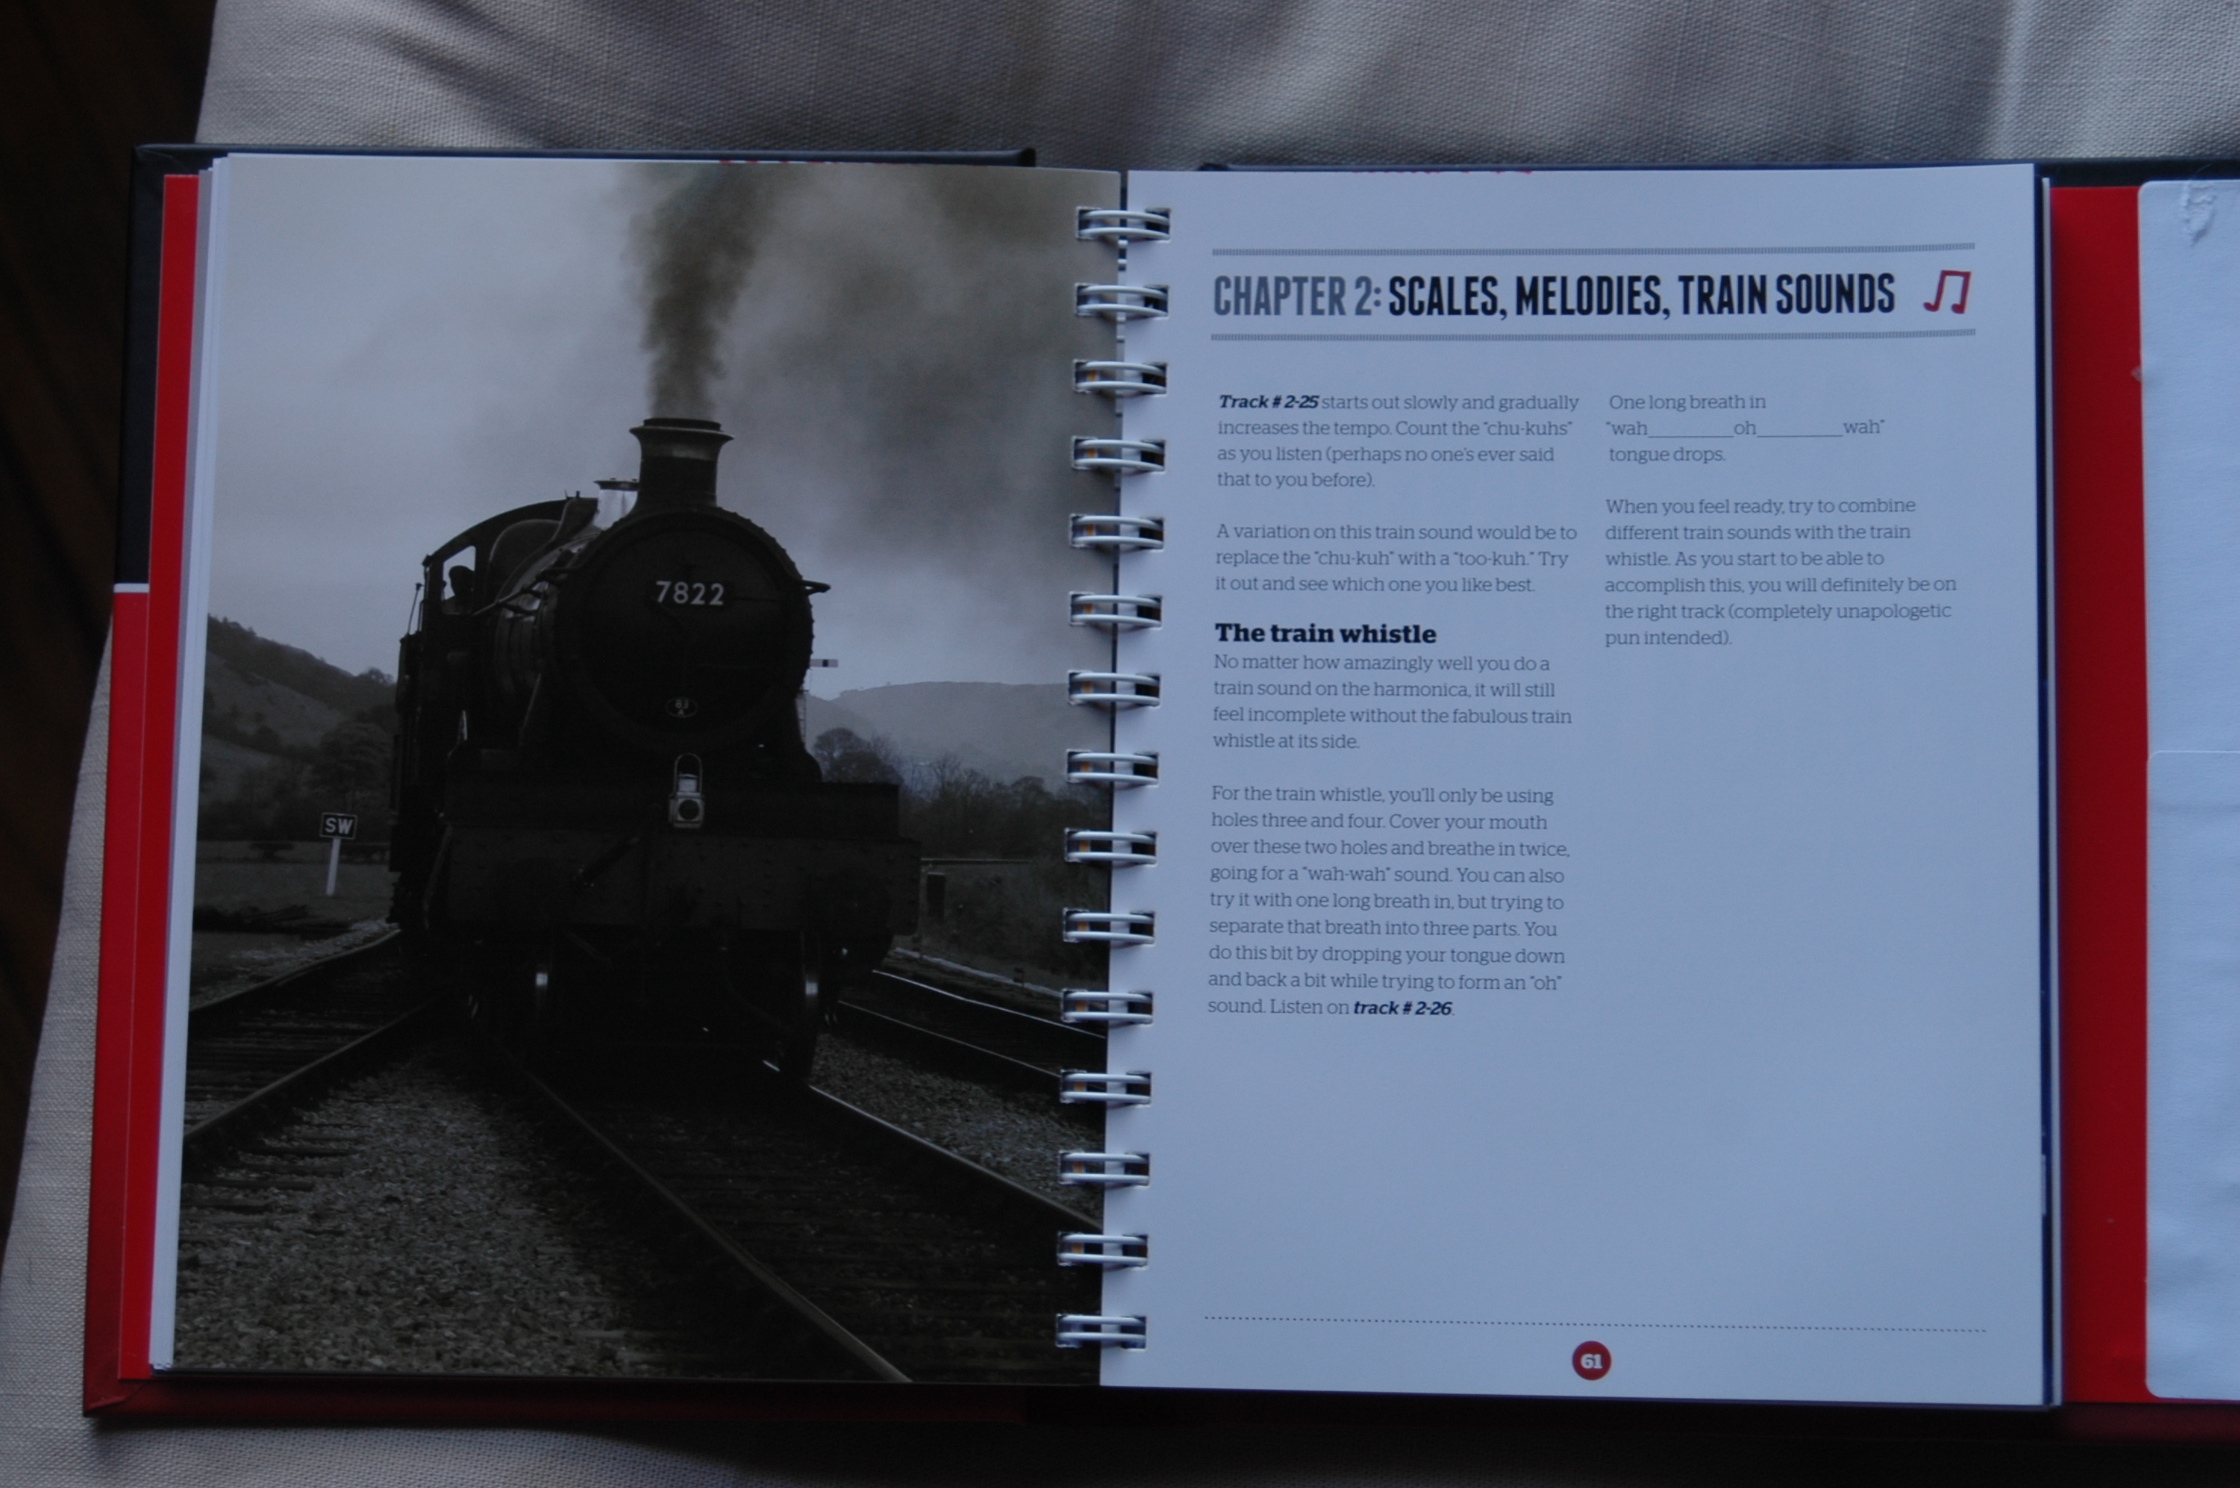 7822
SW
CHAPTER 2: SCALES, MELODIES, TRAIN SOUNDS
Track # 2-25 starts out slowly and gradually
increases the tempo. Count the "chu-kuhs"
as you listen (perhaps no one's ever said
that to you before).
A variation on this train sound would be to
replace the "chu-kuh" with a "too-kuh." Try
it out and see which one you like best.
The train whistle
No matter how amazingly well you do a
train sound on the harmonica, it will still
feel incomplete without the fabulous train
whistle at its side.
For the train whistle, you'll only be using
holes three and four. Cover your mouth
over these two holes and breathe in twice,
going for a "wah-wah" sound. You can also
try it with one long breath in, but trying to
separate that breath into three parts. You
do this bit by dropping your tongue down
and back a bit while trying to form an "oh"
sound. Listen on track # 2-26.
One long breath in
"wah________oh________wah"
tongue drops.
When you feel ready, try to combine
different train sounds with the train
whistle. As you start to be able to
accomplish this, you will definitely be on
the right track (completely unapologetic
pun intended).
61